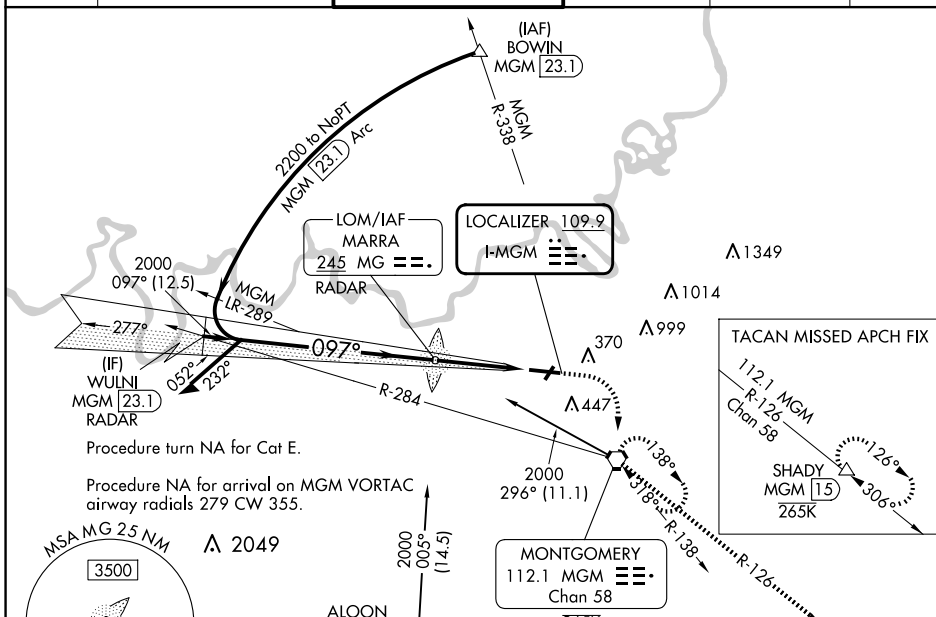 (IAF)
BOWIN
MGM 23.1
MGM
R-338
2200 to NoPT
MGM 23.1 Arc
LOM/IAF
MARRA
245 MG
RADAR
LOCALIZER 109.9
I-MGM
1349
1014
999
370
447
2000
097° (12.5)
MGM
LR-289
277°
097°
(IF)
WULNI
MGM 23.1
RADAR
052°
232°
R-284
TACAN MISSED APCH FIX
112.1 MGM
R-126
Chan 58
126°
SHADY
MGM 15
265K
306°
Procedure turn NA for Cat E.
Procedure NA for arrival on MGM VORTAC
airway radials 279 CW 355.
2000
296° (11.1)
138°
318°
R-138
R-126
MSA MG 25 NM
3500
2049
2000
005°
(14.5)
MONTGOMERY
112.1 MGM
Chan 58
ALOON